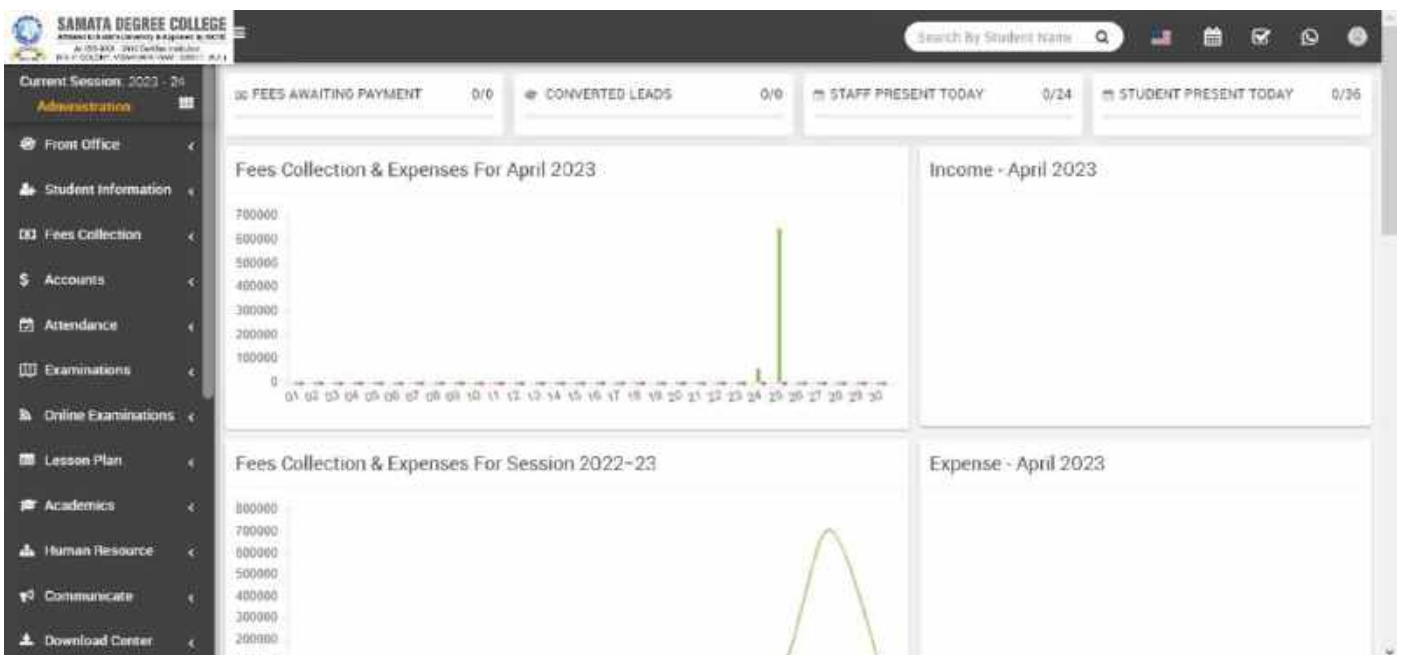 SAMATA DEGREE COLLEGE
Search By Student Name
Current Session: 2023 - 24
Administration
FEES AWAITING PAYMENT 0/0
CONVERTED LEADS 0/0
STAFF PRESENT TODAY 0/24
STUDENT PRESENT TODAY 0/36
Front Office
Student Information
Fees Collection
Accounts
Attendance
Examinations
Online Examinations
Lesson Plan
Academics
Human Resource
Communicate
Download Center
Fees Collection & Expenses For April 2023
700000
600000
500000
400000
300000
200000
100000
0
01 02 03 04 05 06 07 08 09 10 11 12 13 14 15 16 17 18 19 20 21 22 23 24 25 26 27 28 29 30
Income - April 2023
Fees Collection & Expenses For Session 2022-23
800000
700000
600000
500000
400000
300000
200000
Expense - April 2023